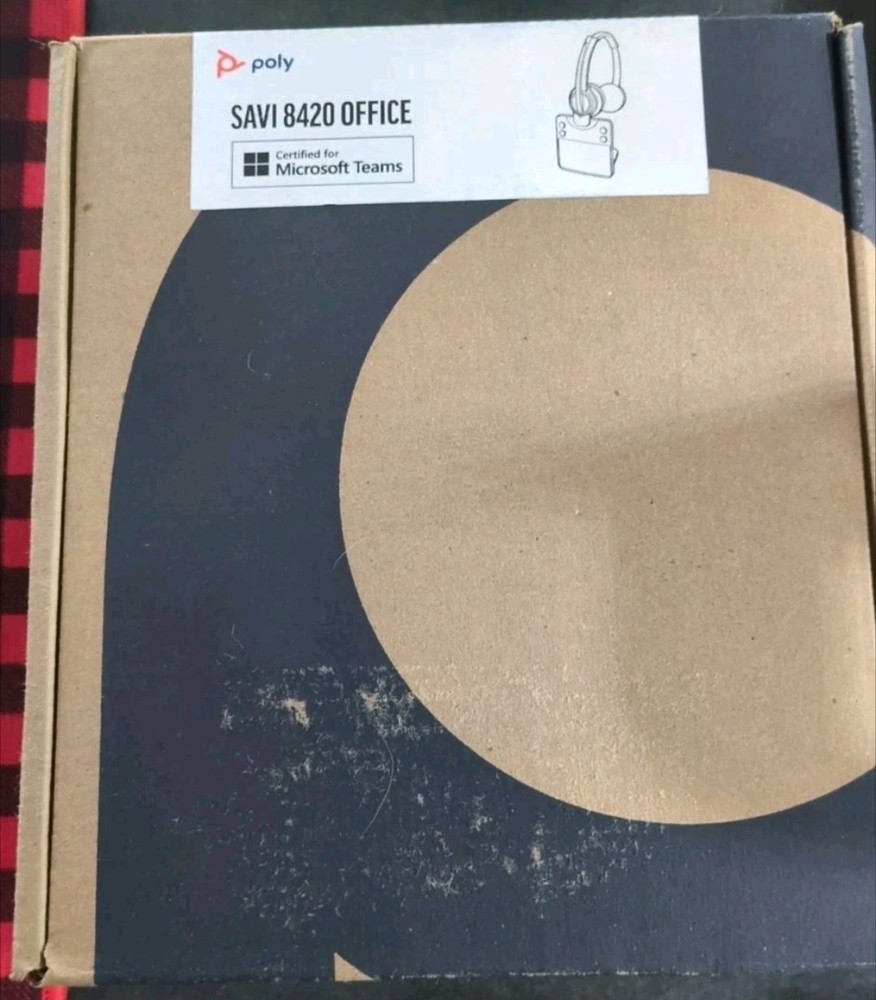 poly
SAVI 8420 OFFICE
Certified for
Microsoft Teams